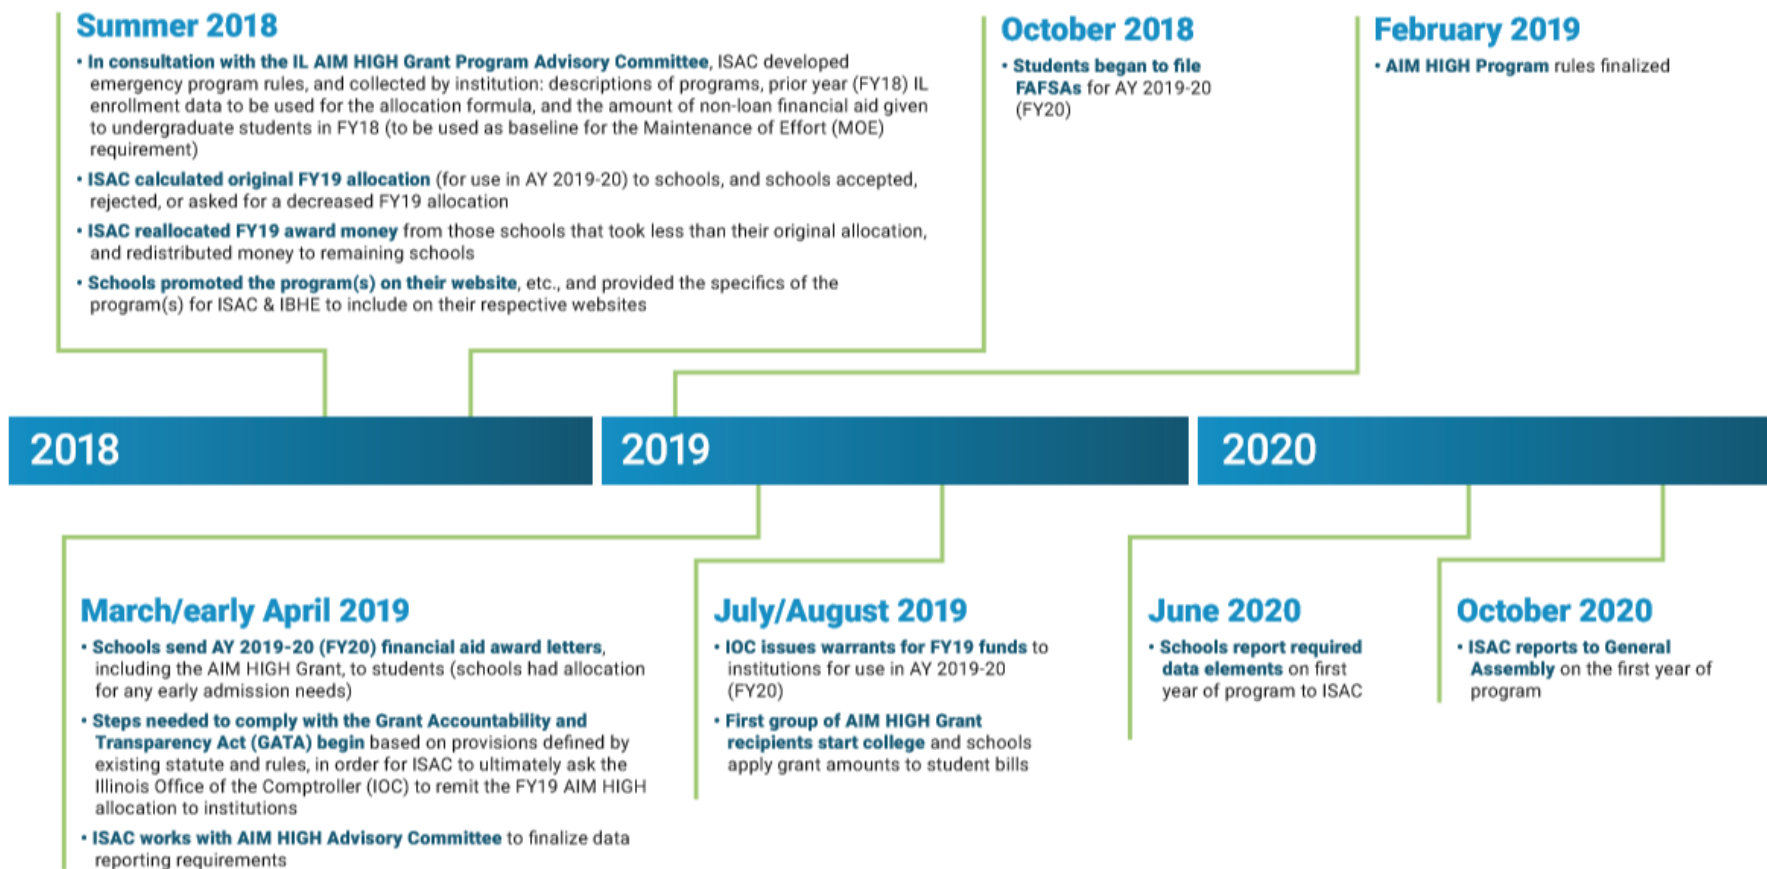 Summer 2018
• In consultation with the IL AIM HIGH Grant Program Advisory Committee, ISAC developed
emergency program rules, and collected by institution: descriptions of programs, prior year (FY18) IL
enrollment data to be used for the allocation formula, and the amount of non-loan financial aid given
to undergraduate students in FY18 (to be used as baseline for the Maintenance of Effort (MOE)
requirement)
• ISAC calculated original FY19 allocation (for use in AY 2019-20) to schools, and schools accepted,
rejected, or asked for a decreased FY19 allocation
• ISAC reallocated FY19 award money from those schools that took less than their original allocation,
and redistributed money to remaining schools
• Schools promoted the program(s) on their website, etc., and provided the specifics of the
program(s) for ISAC & IBHE to include on their respective websites
October 2018
• Students began to file
FAFSAs for AY 2019-20
(FY20)
February 2019
• AIM HIGH Program rules finalized
2018
2019
2020
March/early April 2019
• Schools send AY 2019-20 (FY20) financial aid award letters,
including the AIM HIGH Grant, to students (schools had allocation
for any early admission needs)
• Steps needed to comply with the Grant Accountability and
Transparency Act (GATA) begin based on provisions defined by
existing statute and rules, in order for ISAC to ultimately ask the
Illinois Office of the Comptroller (IOC) to remit the FY19 AIM HIGH
allocation to institutions
• ISAC works with AIM HIGH Advisory Committee to finalize data
reporting requirements
July/August 2019
• IOC issues warrants for FY19 funds to
institutions for use in AY 2019-20
(FY20)
• First group of AIM HIGH Grant
recipients start college and schools
apply grant amounts to student bills
June 2020
• Schools report required
data elements on first
year of program to ISAC
October 2020
• ISAC reports to General
Assembly on the first year of
program